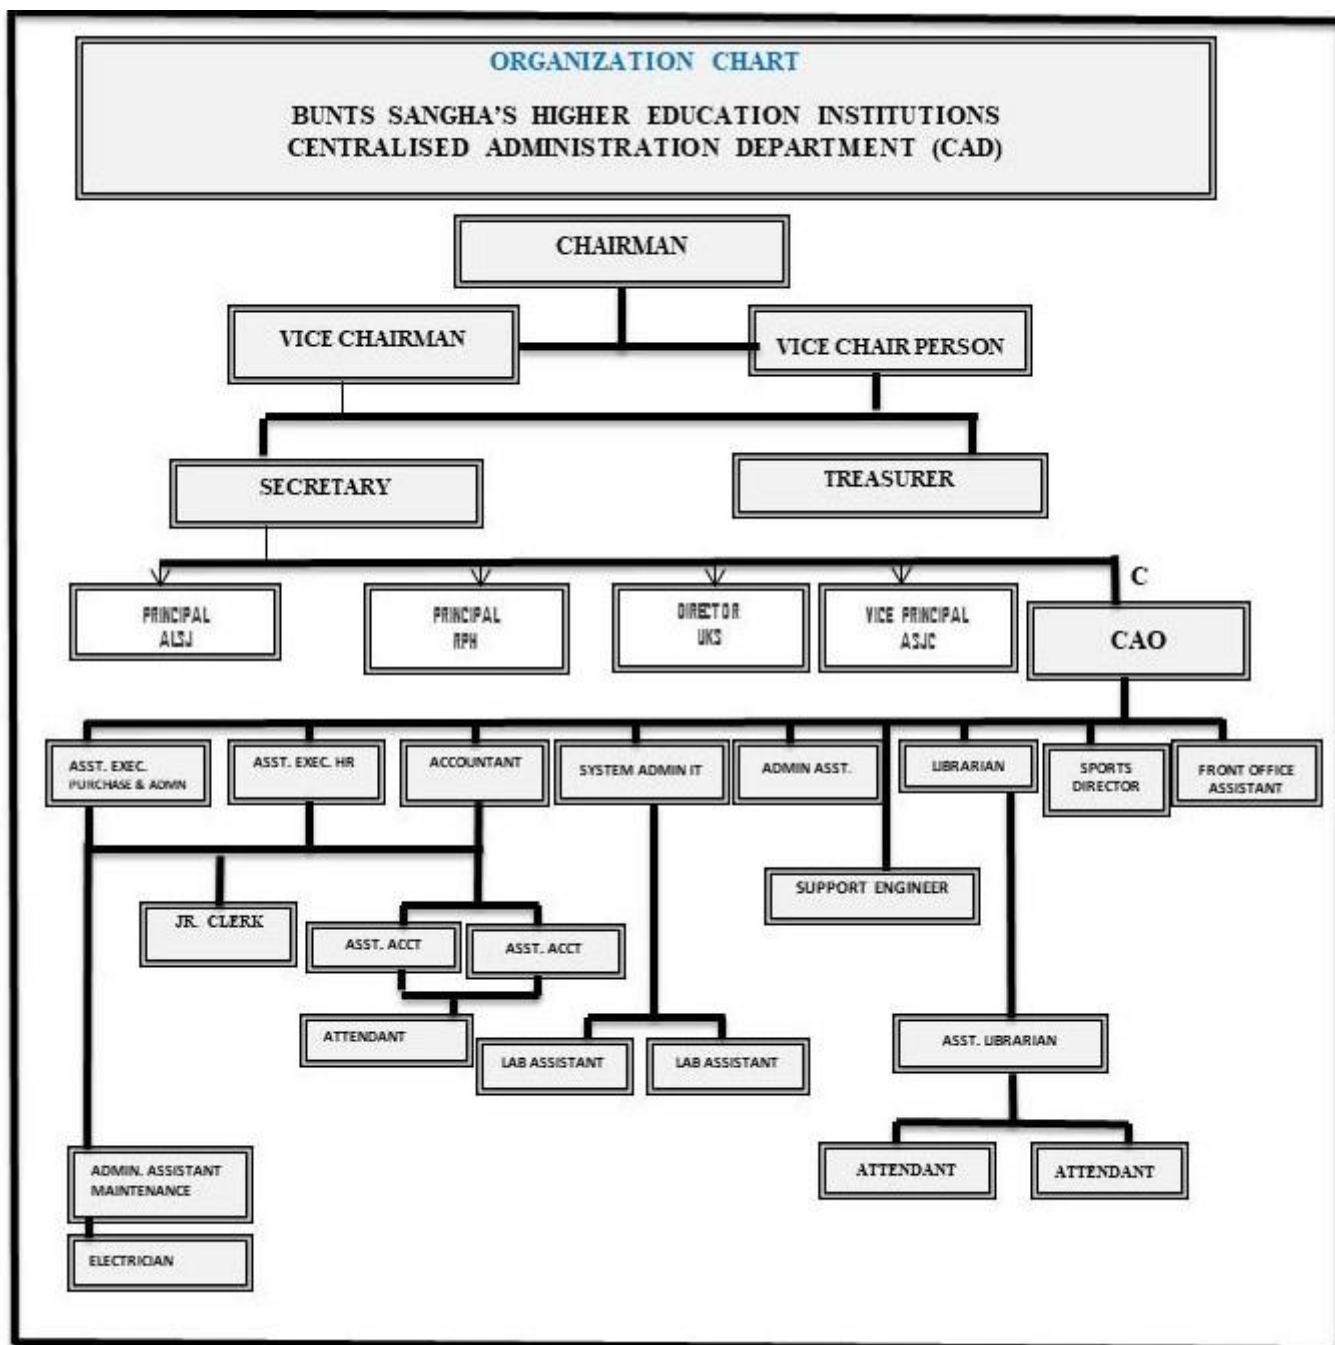 ORGANIZATION CHART
BUNTS SANGHA'S HIGHER EDUCATION INSTITUTIONS
CENTRALISED ADMINISTRATION DEPARTMENT (CAD)
CHAIRMAN
VICE CHAIRMAN
VICE CHAIR PERSON
SECRETARY
TREASURER
C
PRINCIPAL
ALSJ
PRINCIPAL
RPH
DIRECTOR
UKS
VICE PRINCIPAL
ASJC
CAO
ASST. EXEC.
PURCHASE & ADMN
ASST. EXEC. HR
ACCOUNTANT
SYSTEM ADMIN IT
ADMIN ASST.
LIBRARIAN
SPORTS
DIRECTOR
FRONT OFFICE
ASSISTANT
SUPPORT ENGINEER
JR. CLERK
ASST. ACCT
ASST. ACCT
ATTENDANT
LAB ASSISTANT
LAB ASSISTANT
ASST. LIBRARIAN
ATTENDANT
ATTENDANT
ADMIN. ASSISTANT
MAINTENANCE
ELECTRICIAN